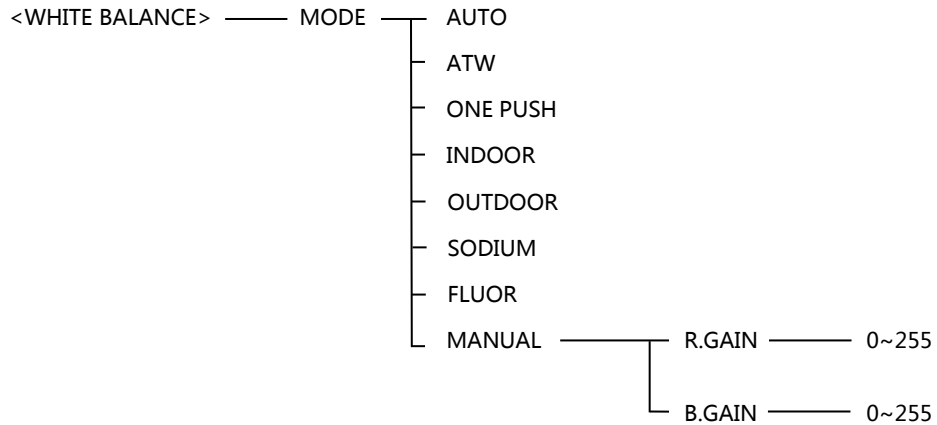 <WHITE BALANCE> MODE AUTO
ATW
ONE PUSH
INDOOR
OUTDOOR
SODIUM
FLUOR
MANUAL R.GAIN 0~255
B.GAIN 0~255